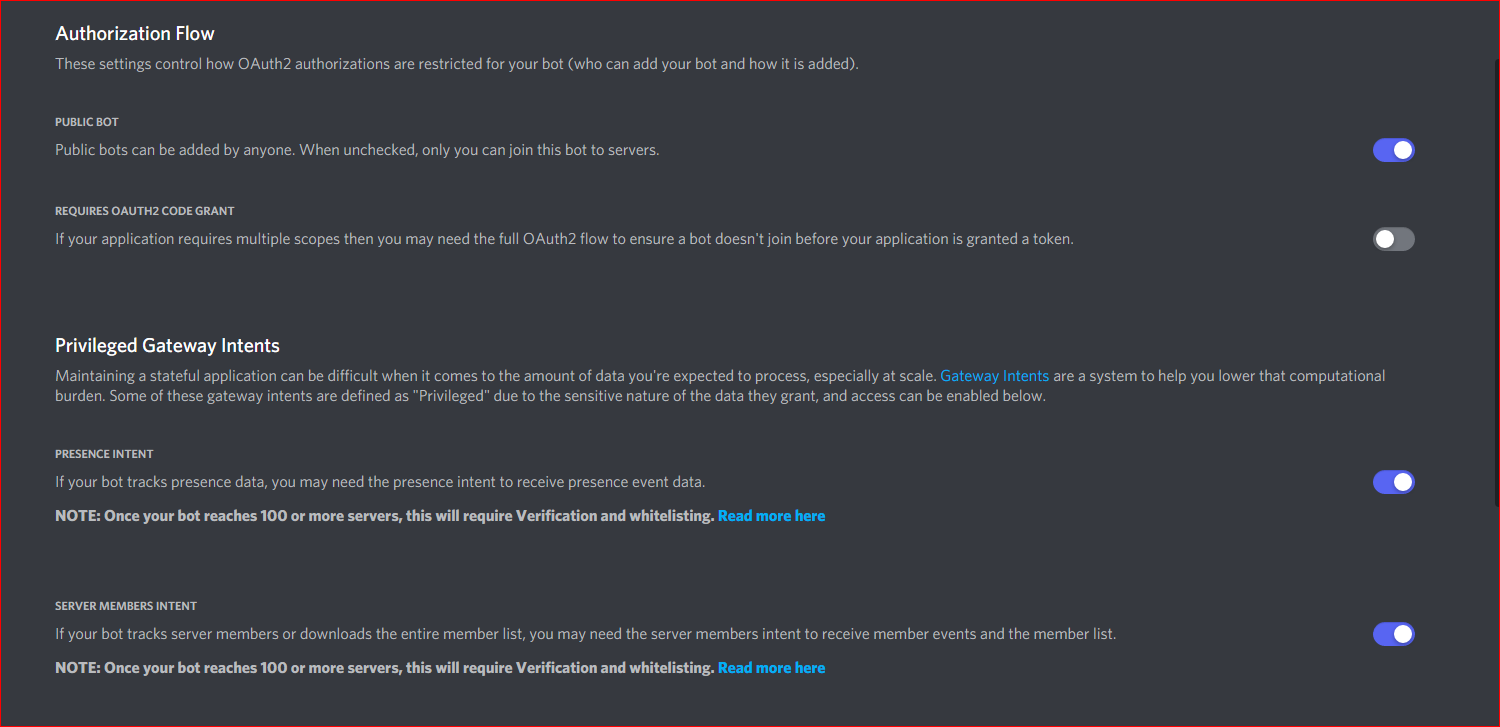 Authorization Flow
These settings control how OAuth2 authorizations are restricted for your bot (who can add your bot and how it is added).
PUBLIC BOT
Public bots can be added by anyone. When unchecked, only you can join this bot to servers.
REQUIRES OAUTH2 CODE GRANT
If your application requires multiple scopes then you may need the full OAuth2 flow to ensure a bot doesn't join before your application is granted a token.
Privileged Gateway Intents
Maintaining a stateful application can be difficult when it comes to the amount of data you're expected to process, especially at scale. Gateway Intents are a system to help you lower that computational
burden. Some of these gateway intents are defined as "Privileged" due to the sensitive nature of the data they grant, and access can be enabled below.
PRESENCE INTENT
If your bot tracks presence data, you may need the presence intent to receive presence event data.
NOTE: Once your bot reaches 100 or more servers, this will require Verification and whitelisting. Read more here
SERVER MEMBERS INTENT
If your bot tracks server members or downloads the entire member list, you may need the server members intent to receive member events and the member list.
NOTE: Once your bot reaches 100 or more servers, this will require Verification and whitelisting. Read more here